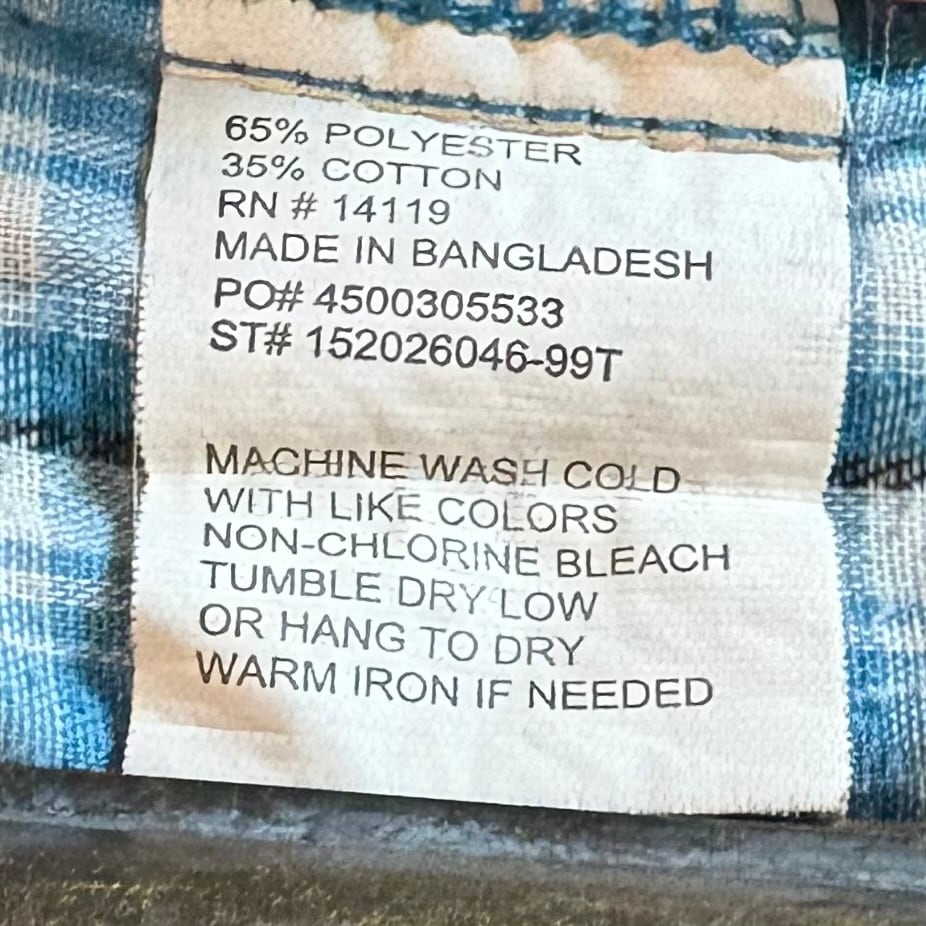 65% POLYESTER
35% COTTON
RN # 14119
MADE IN BANGLADESH
PO# 4500305533
ST# 152026046-99T
MACHINE WASH COLD
WITH LIKE COLORS
NON-CHLORINE BLEACH
TUMBLE DRY LOW
OR HANG TO DRY
WARM IRON IF NEEDED